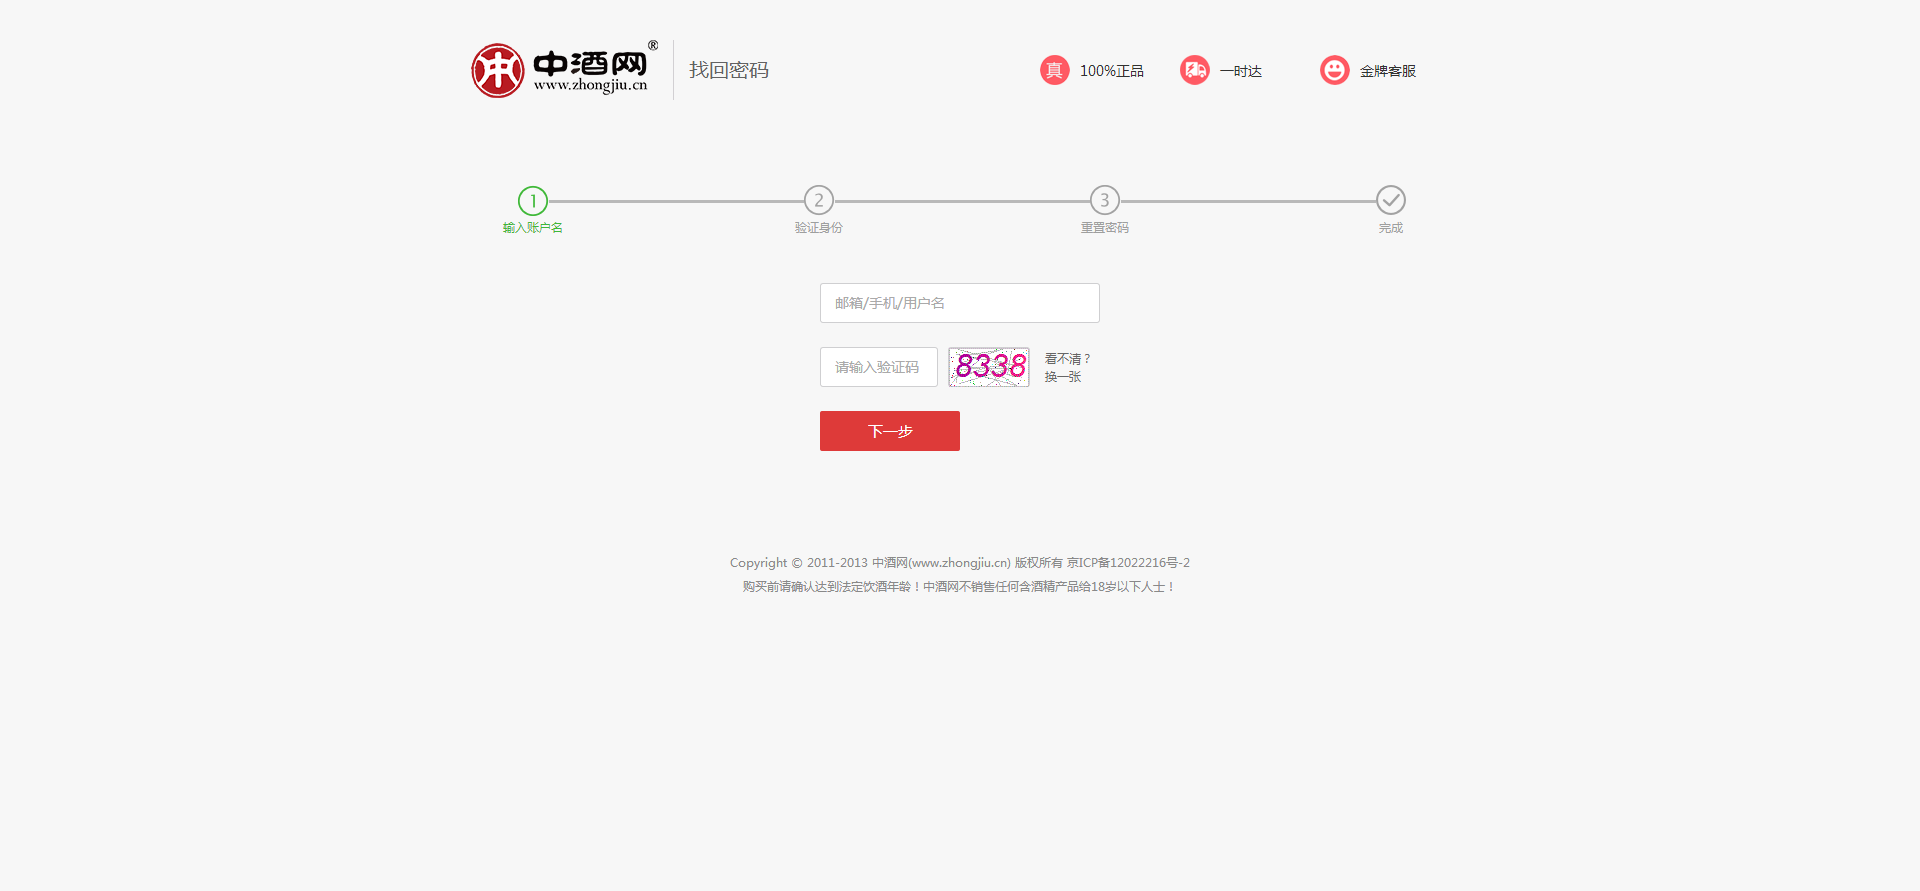 中酒网®
www.zhongjiu.cn
找回密码
真 100%正品
一时达
金牌客服
1 2 3
输入账户名 验证身份 重置密码 完成
邮箱/手机/用户名
请输入验证码 8338 看不清？
换一张
下一步
Copyright © 2011-2013 中酒网(www.zhongjiu.cn) 版权所有 京ICP备12022216号-2
购买前请确认达到法定饮酒年龄！中酒网不销售任何含酒精产品给18岁以下人士！